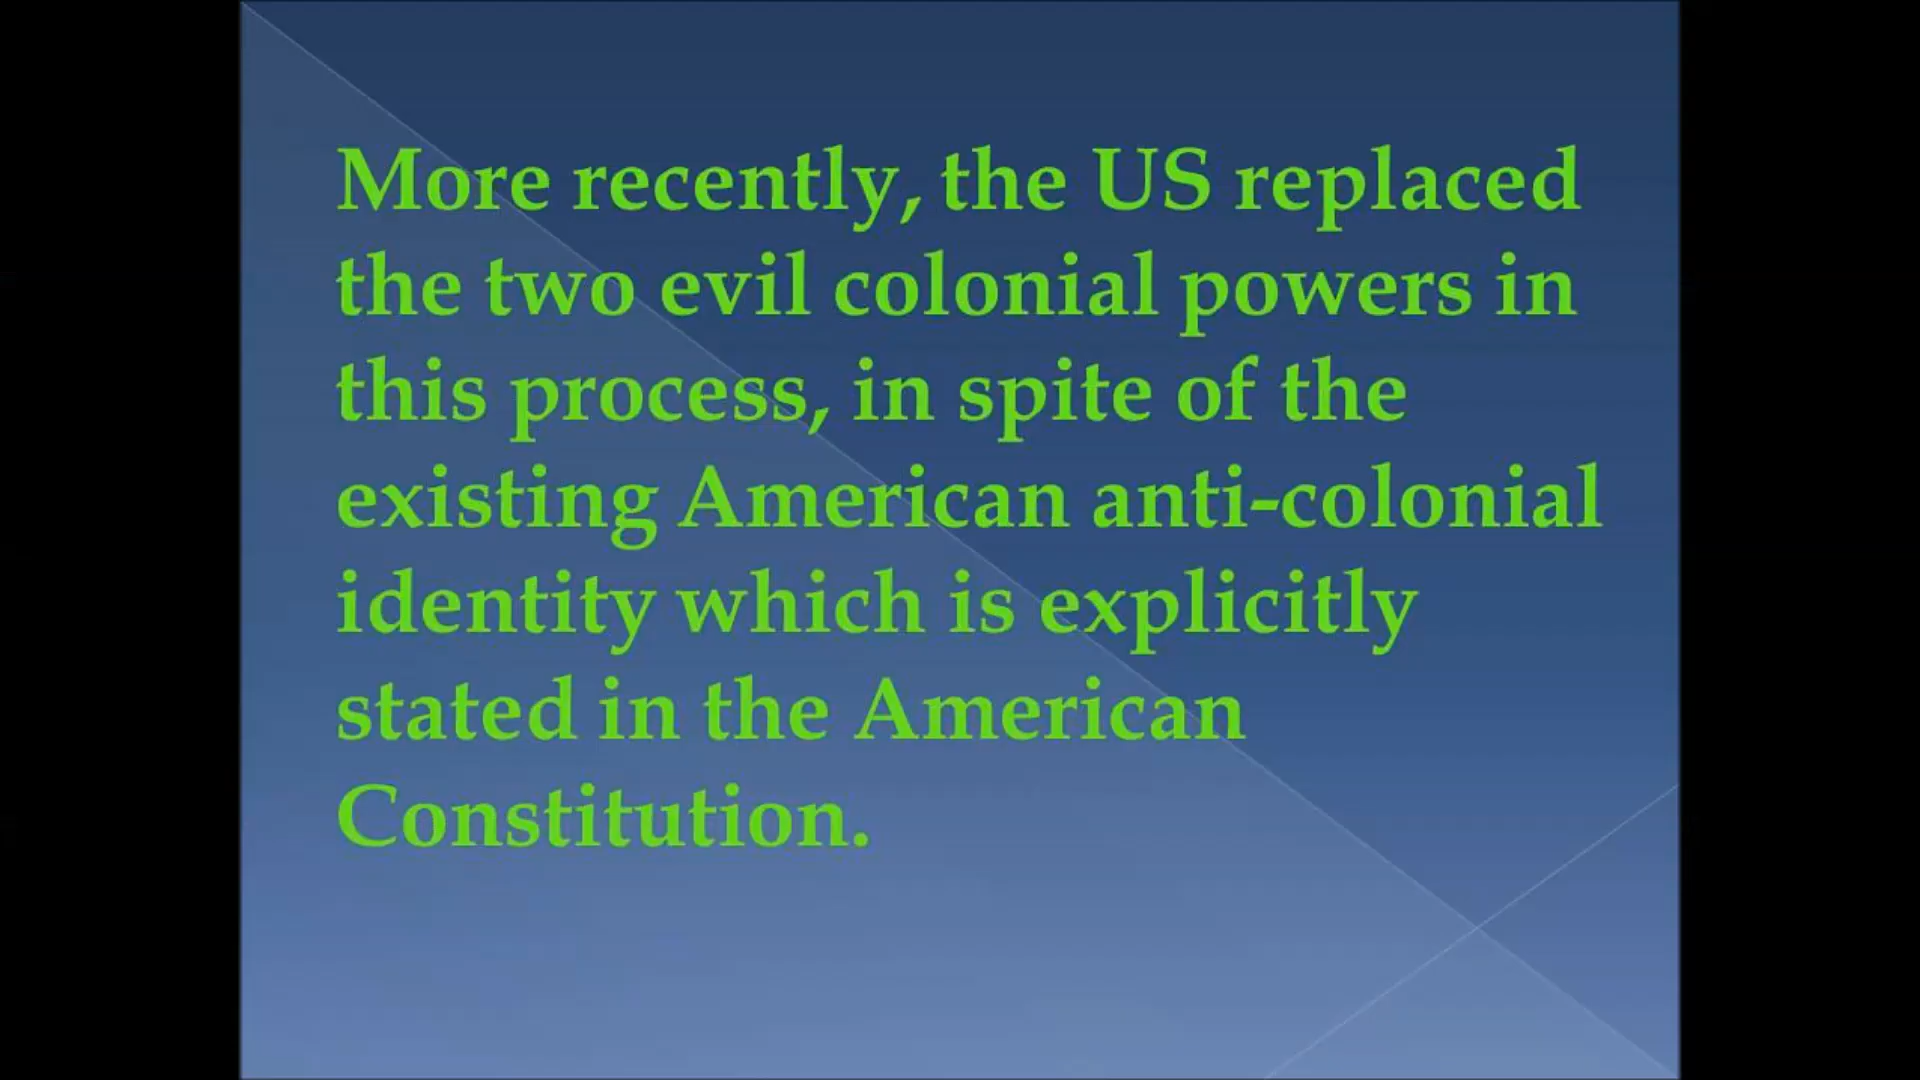 More recently, the US replaced
the two evil colonial powers in
this process, in spite of the
existing American anti-colonial
identity which is explicitly
stated in the American
Constitution.